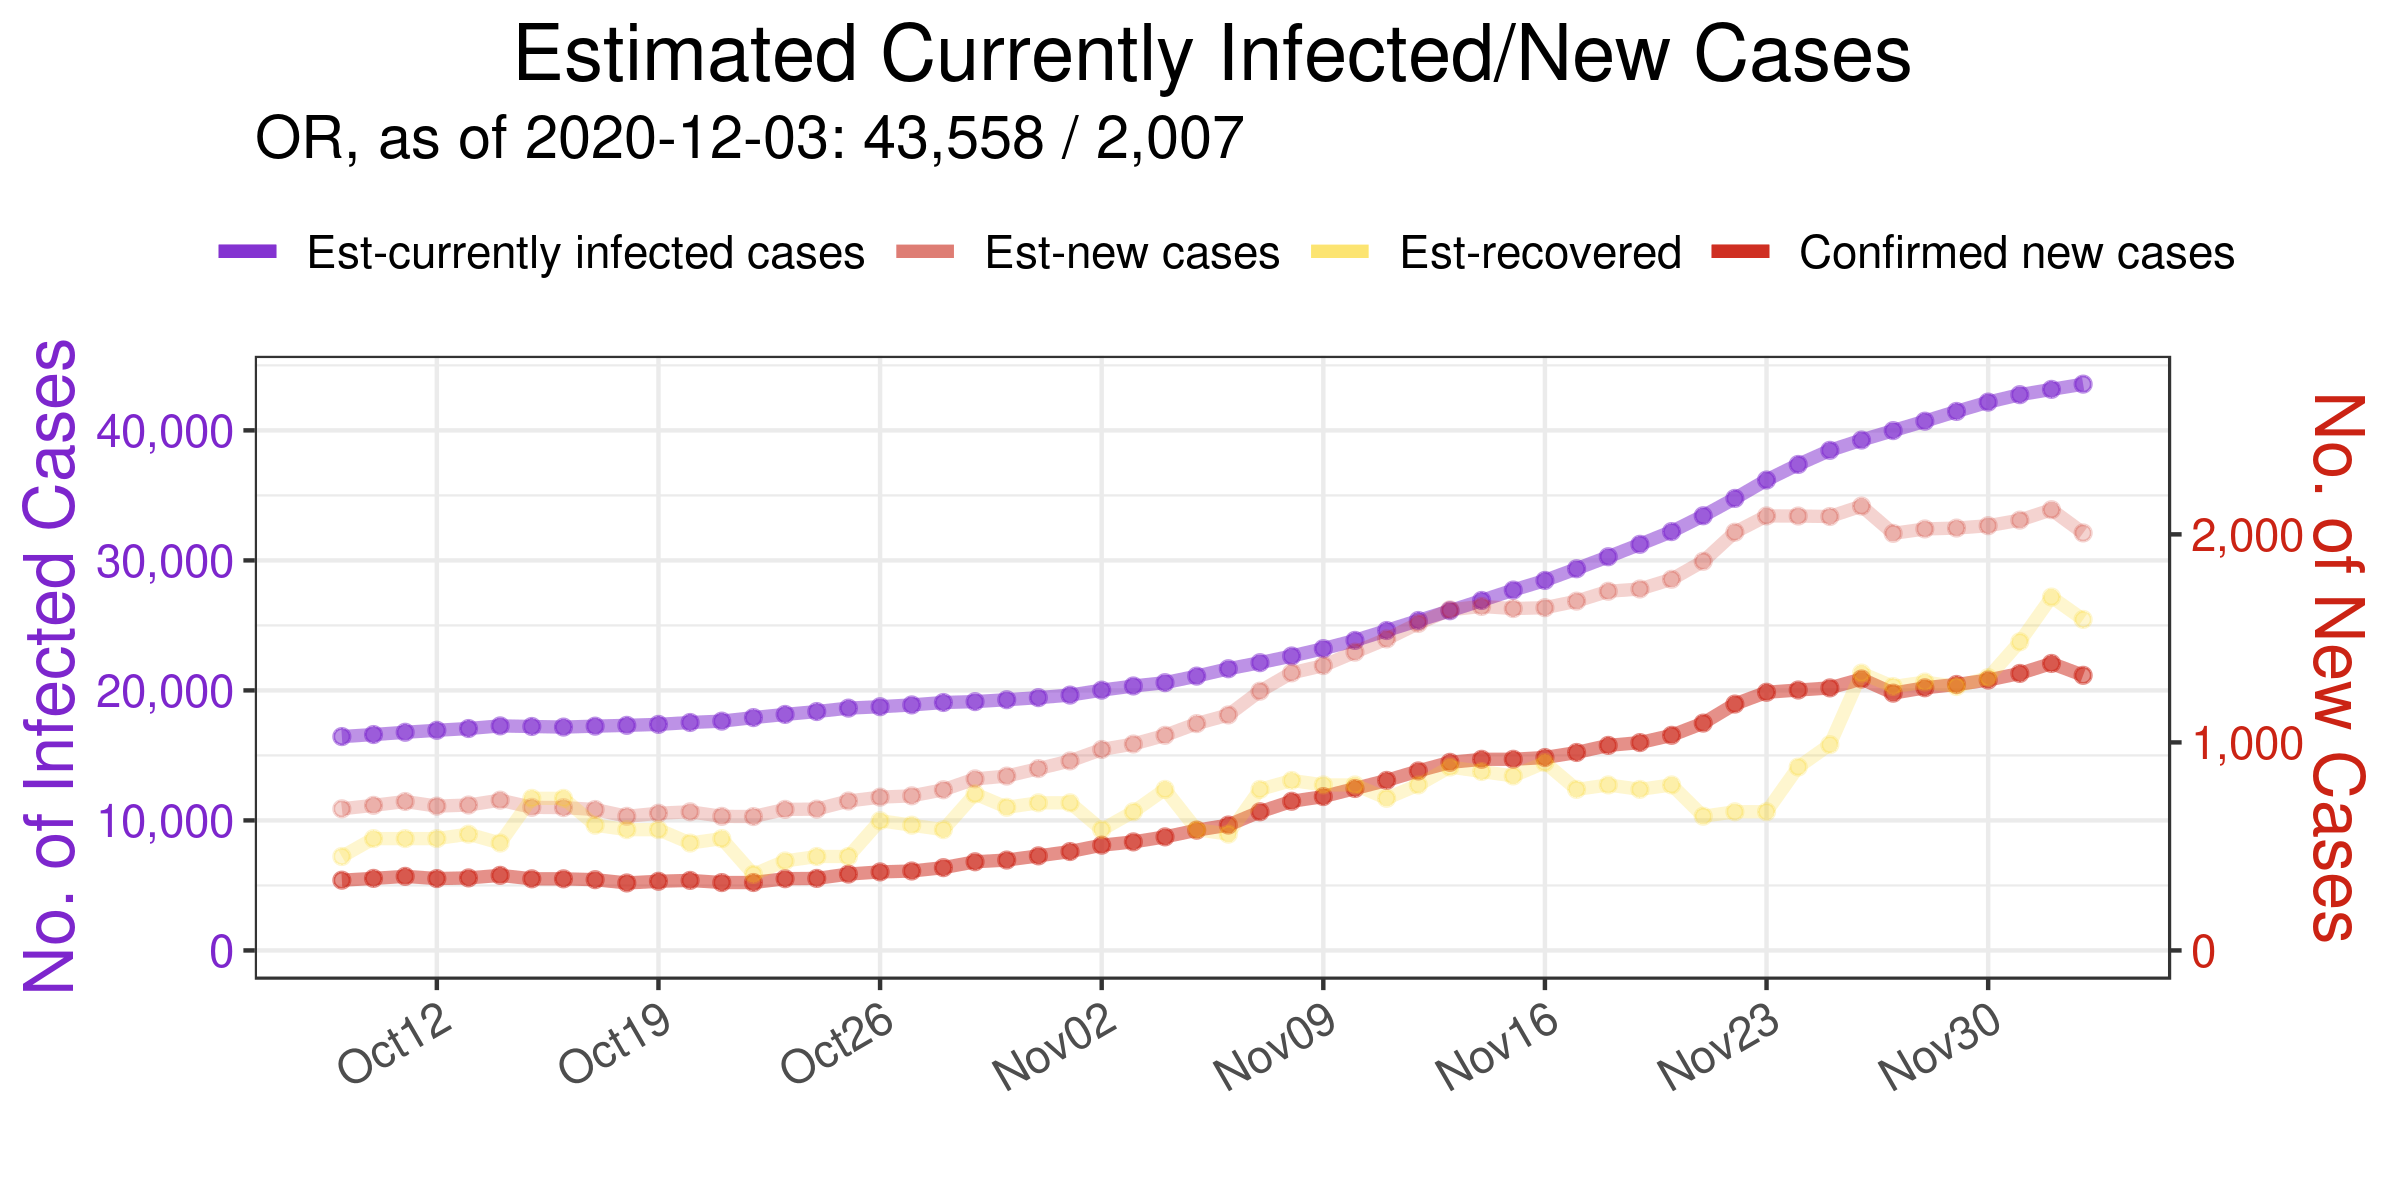 Estimated Currently Infected/New Cases
OR, as of 2020-12-03: 43,558 / 2,007
Est-currently infected cases Est-new cases Est-recovered Confirmed new cases
No. of Infected Cases
40,000
30,000
20,000
10,000
0
2,000
1,000
0
No. of New Cases
Oct12 Oct19 Oct26 Nov02 Nov09 Nov16 Nov23 Nov30